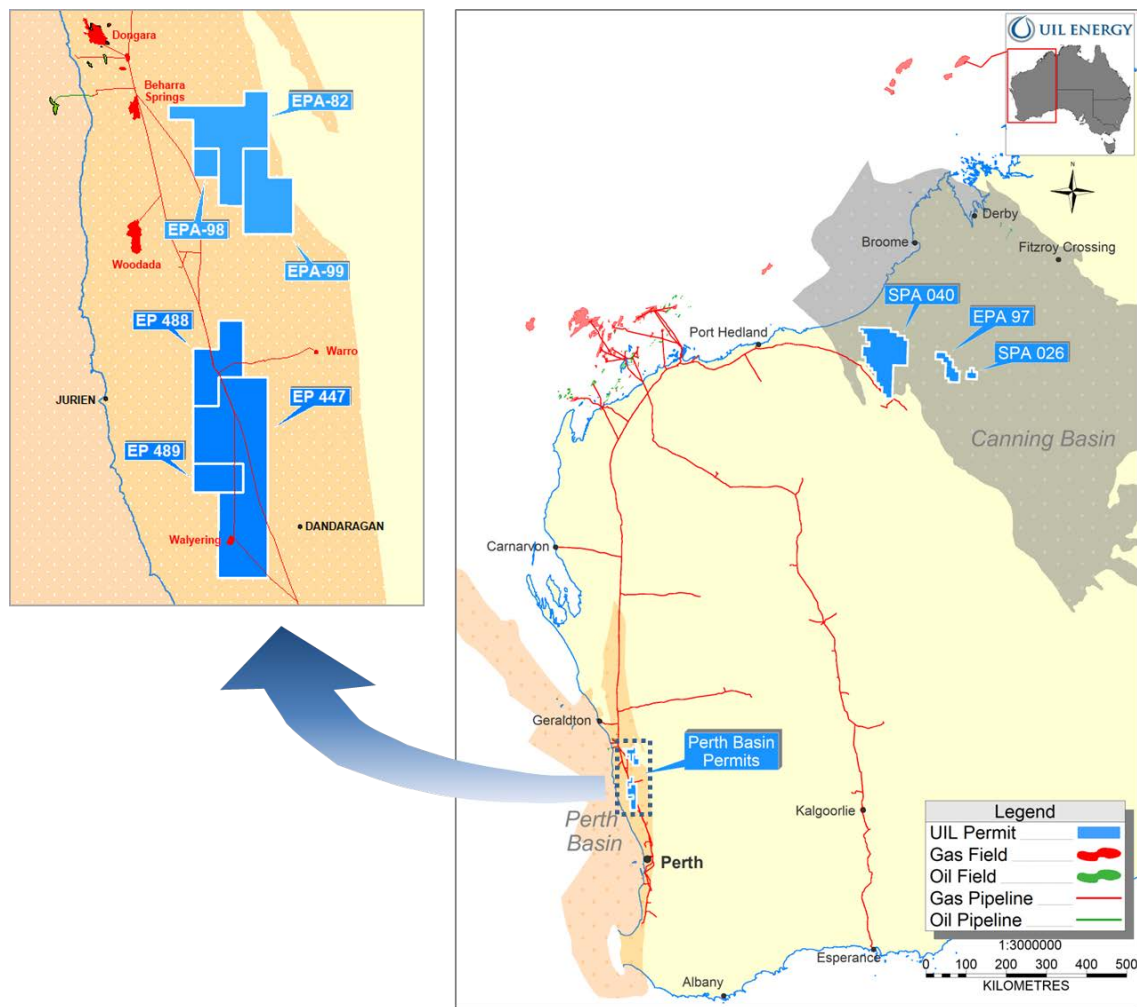 Dongara
Beharra
Springs
EPA-82
EPA-98
Woodada
EPA-99
EP 488
Warro
JURIEN
EP 447
EP 489
DANDARAGAN
Walyering
UIL ENERGY
N
Derby
Broome
Fitzroy Crossing
SPA 040
EPA 97
Port Hedland
SPA 026
Canning Basin
Carnarvon
Geraldton
Perth Basin
Permits
Kalgoorlie
Perth
Basin
Perth
Legend
UIL Permit
Gas Field
Oil Field
Gas Pipeline
Oil Pipeline
1:3000000
Esperance
0 100 200 300 400 500
KILOMETRES
Albany